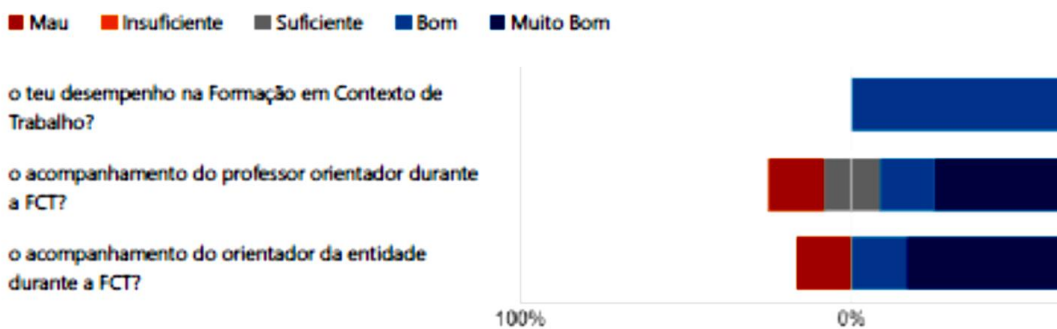 Mau Insuficiente Suficiente Bom Muito Bom
o teu desempenho na Formação em Contexto de
Trabalho?
o acompanhamento do professor orientador durante
a FCT?
o acompanhamento do orientador da entidade
durante a FCT?
100% 0%